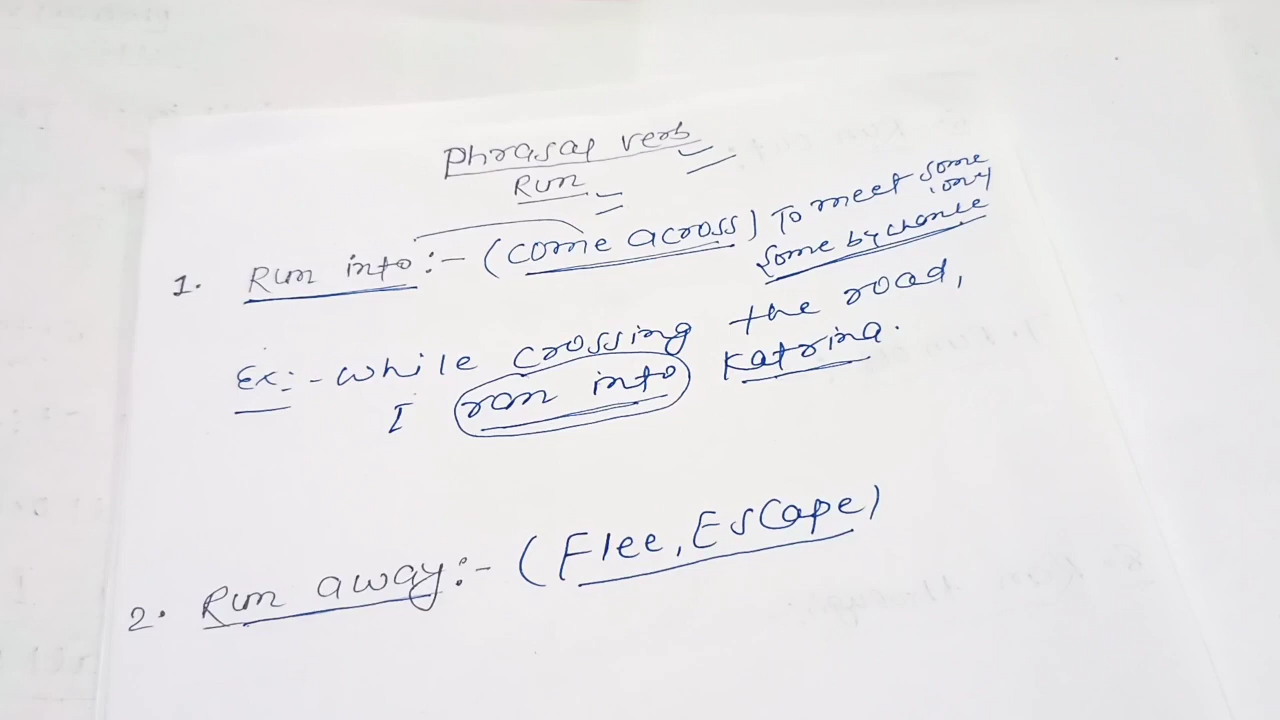 Phrasal verb
Run
1. Run into:- (come across) To meet some
some by chance
Ex:- while crossing the road,
I ran into Katrina.
2. Run away:- (Flee, Escape)